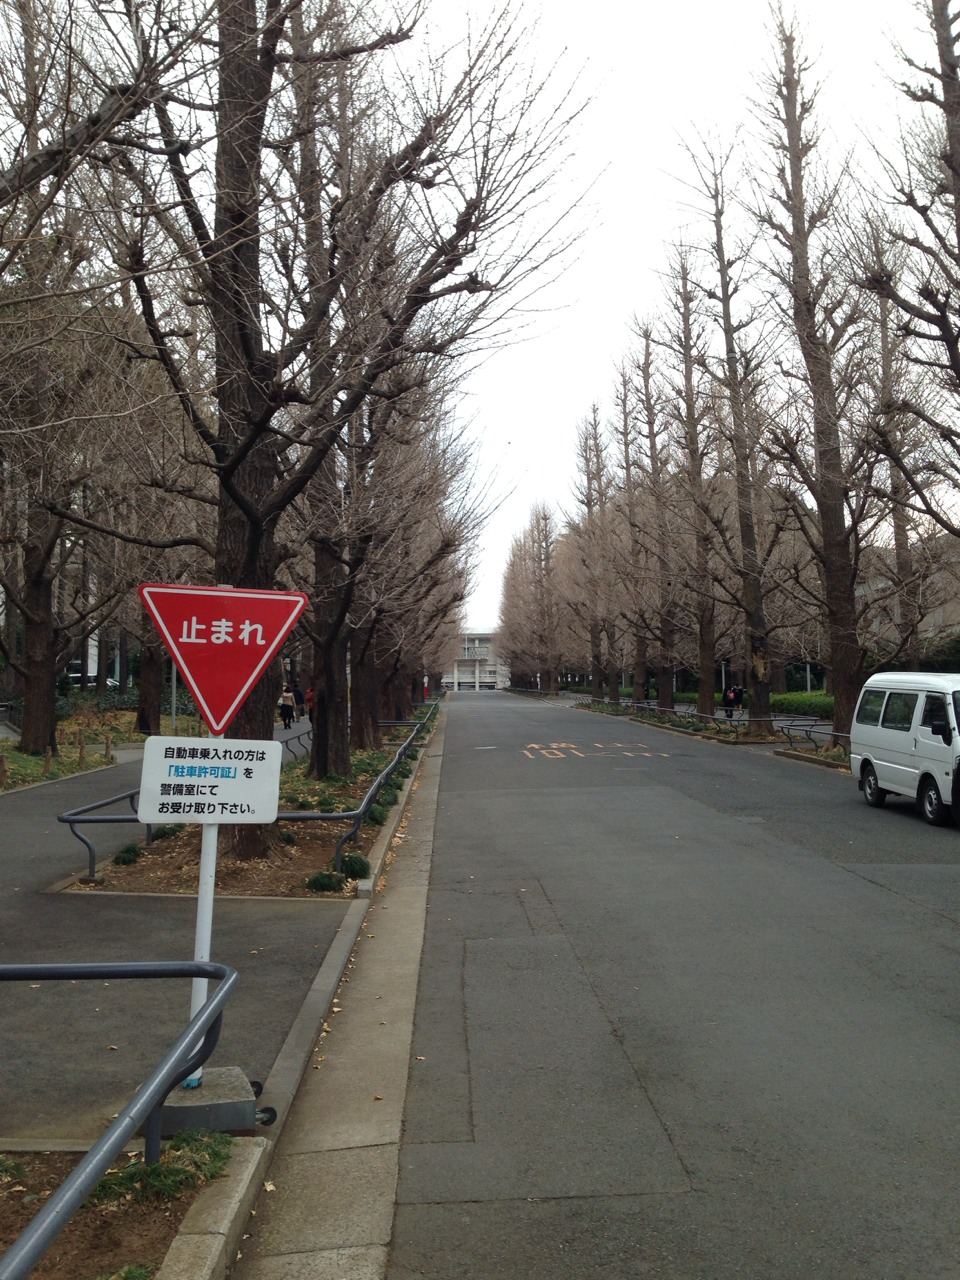 止まれ
自動車乗入れの方は
「駐車許可証」を
警備室にて
お受け取り下さい。